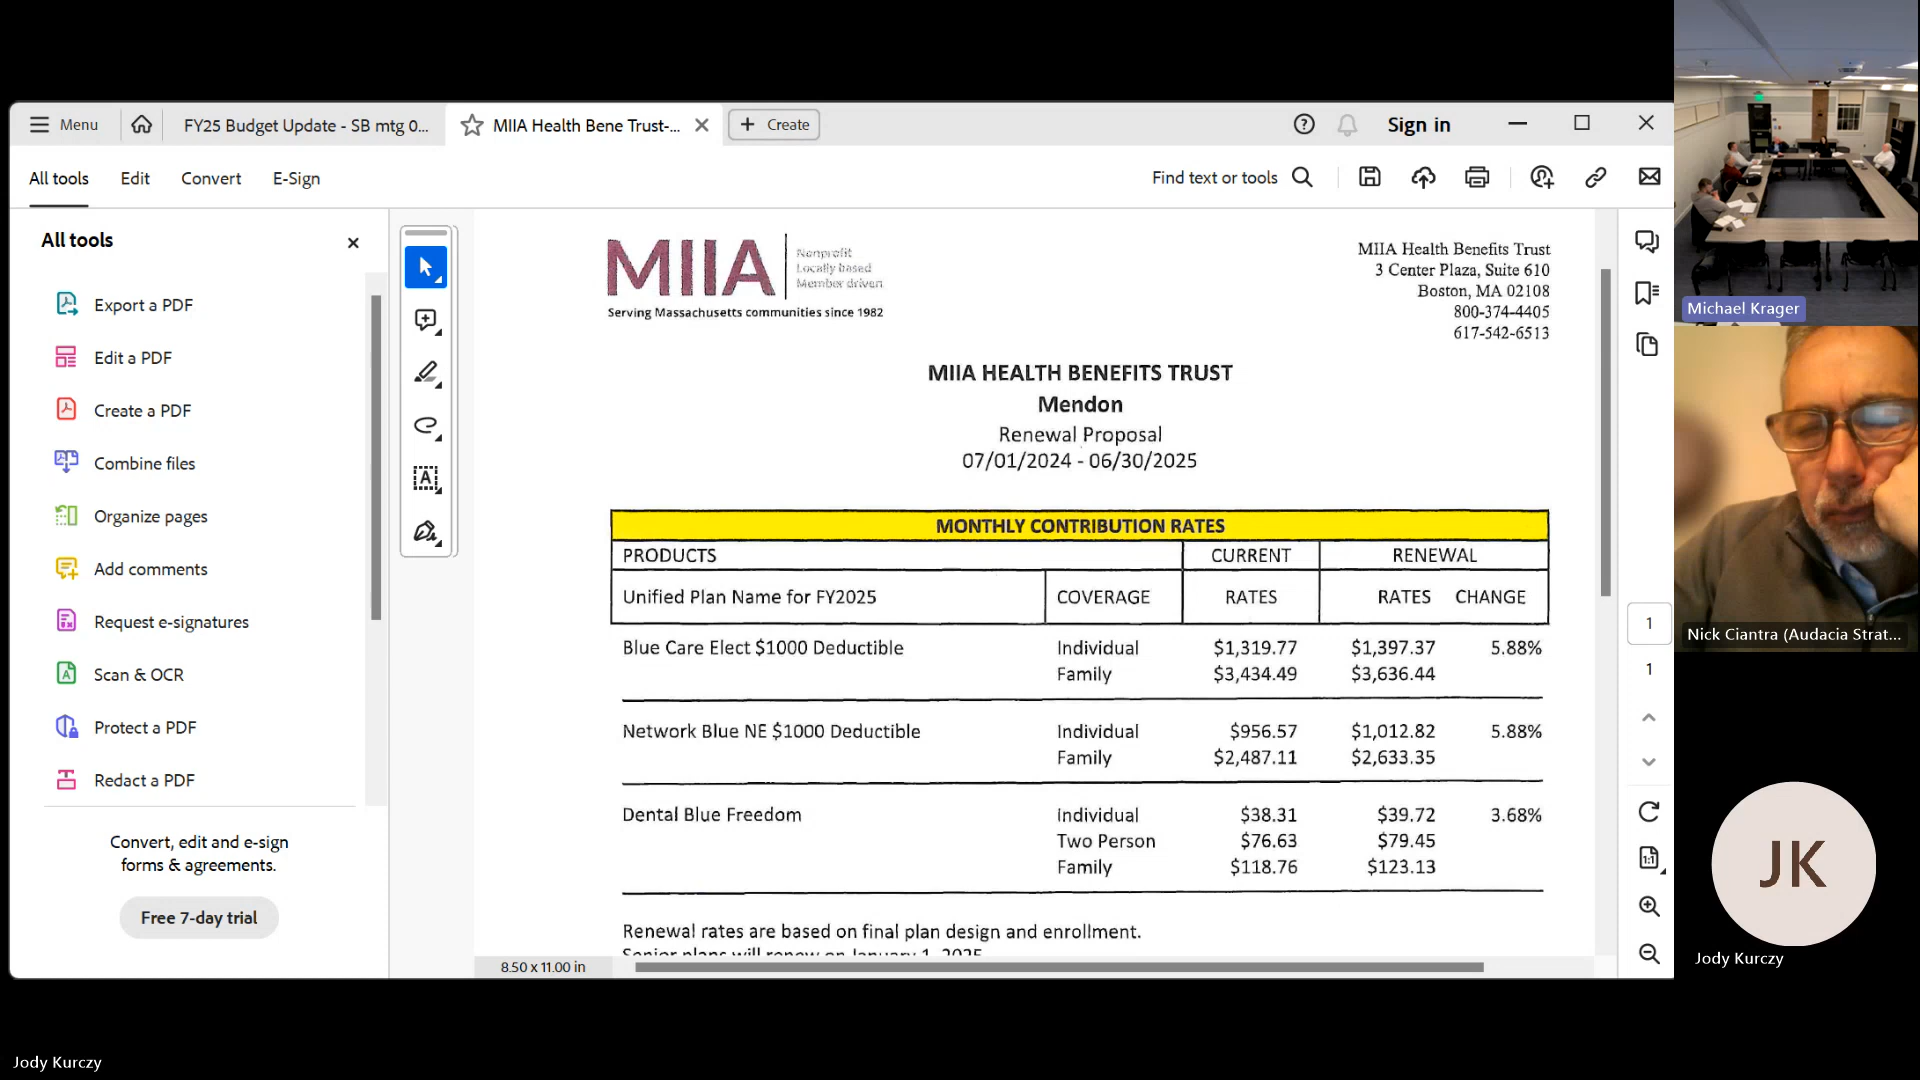 Menu
FY25 Budget Update - SB mtg 0...
MIIA Health Bene Trust-...
Create
Sign in
All tools
Edit
Convert
E-Sign
Find text or tools
All tools
Export a PDF
Edit a PDF
Create a PDF
Combine files
Organize pages
Add comments
Request e-signatures
Scan & OCR
Protect a PDF
Redact a PDF
Convert, edit and e-sign
forms & agreements.
Free 7-day trial
MIIA
Nonprofit
Locally based
Member driven
Serving Massachusetts communities since 1982
MIIA Health Benefits Trust
3 Center Plaza, Suite 610
Boston, MA 02108
800-374-4405
617-542-6513
MIIA HEALTH BENEFITS TRUST
Mendon
Renewal Proposal
07/01/2024 - 06/30/2025
MONTHLY CONTRIBUTION RATES
PRODUCTS CURRENT RENEWAL
Unified Plan Name for FY2025 COVERAGE RATES RATES CHANGE
Blue Care Elect $1000 Deductible Individual $1,319.77 $1,397.37 5.88%
Family $3,434.49 $3,636.44
Network Blue NE $1000 Deductible Individual $956.57 $1,012.82 5.88%
Family $2,487.11 $2,633.35
Dental Blue Freedom Individual $38.31 $39.72 3.68%
Two Person $76.63 $79.45
Family $118.76 $123.13
Renewal rates are based on final plan design and enrollment.
Senior plans will renew on January 1, 2025
8.50 x 11.00 in
1
1
1:1
Michael Krager
Nick Ciantra (Audacia Strat...
JK
Jody Kurczy
Jody Kurczy